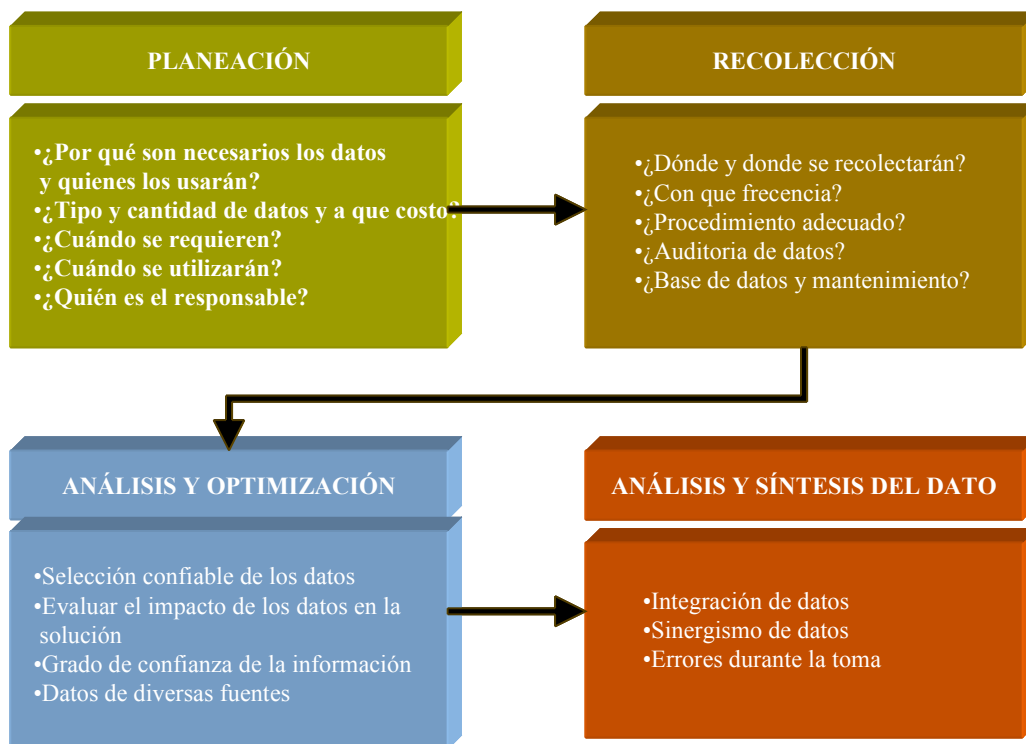 PLANEACIÓN
•¿Por qué son necesarios los datos
y quienes los usarán?
•¿Tipo y cantidad de datos y a que costo?
•¿Cuándo se requieren?
•¿Cuándo se utilizarán?
•¿Quién es el responsable?
RECOLECCIÓN
•¿Dónde y donde se recolectarán?
•¿Con que frecencia?
•¿Procedimiento adecuado?
•¿Auditoria de datos?
•¿Base de datos y mantenimiento?
ANÁLISIS Y OPTIMIZACIÓN
•Selección confiable de los datos
•Evaluar el impacto de los datos en la
solución
•Grado de confianza de la información
•Datos de diversas fuentes
ANÁLISIS Y SÍNTESIS DEL DATO
•Integración de datos
•Sinergismo de datos
•Errores durante la toma